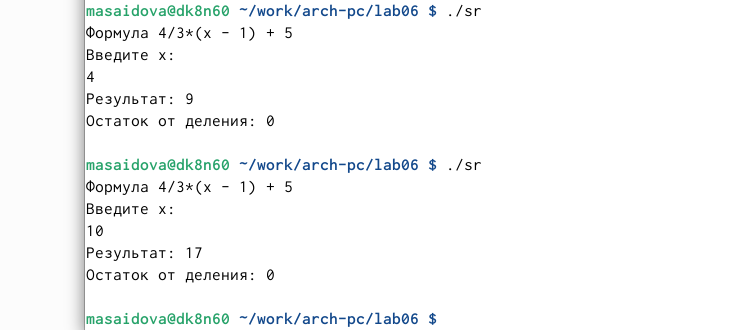 masaidova@dk8n60 ~/work/arch-pc/lab06 $ ./sr
Формула 4/3*(x - 1) + 5
Введите x:
4
Результат: 9
Остаток от деления: 0
masaidova@dk8n60 ~/work/arch-pc/lab06 $ ./sr
Формула 4/3*(x - 1) + 5
Введите x:
10
Результат: 17
Остаток от деления: 0
masaidova@dk8n60 ~/work/arch-pc/lab06 $